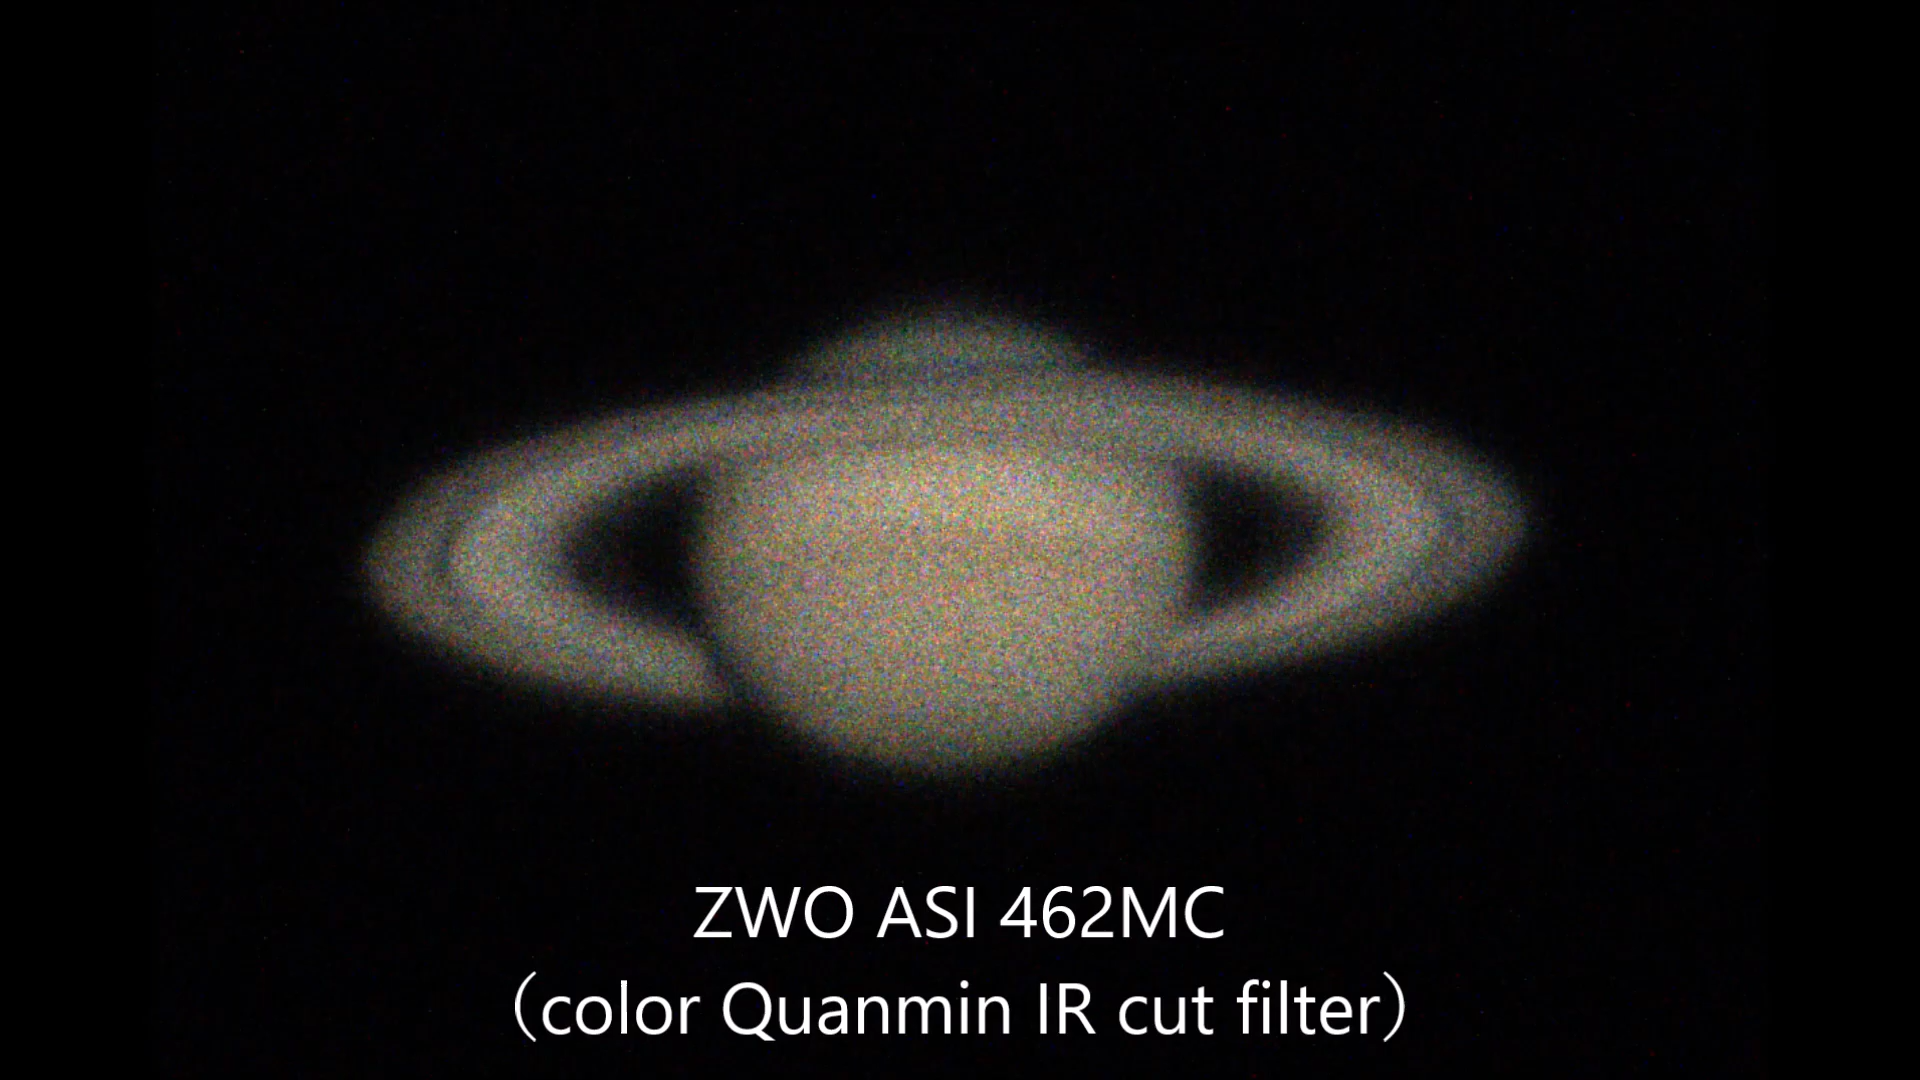 ZWO ASI 462MC
（color Quanmin IR cut filter）